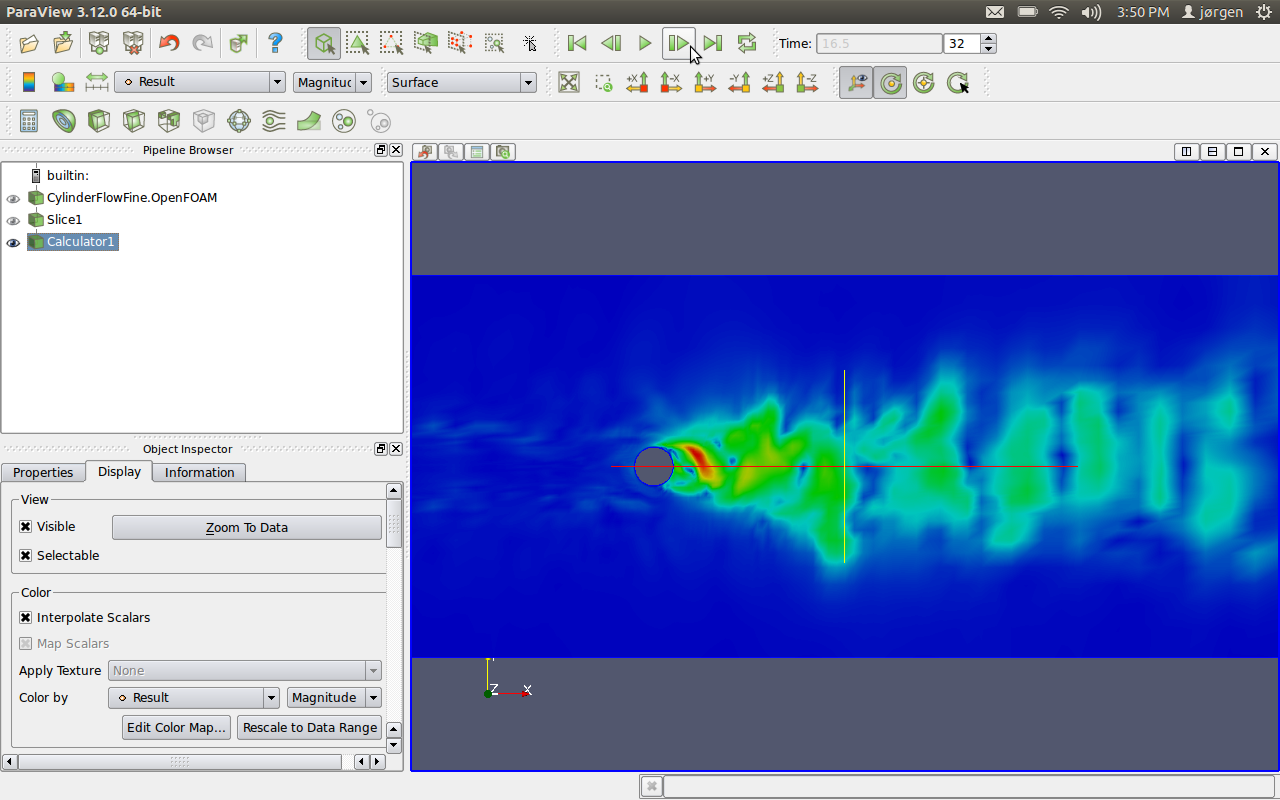 ParaView 3.12.0 64-bit
3:50 PM jørgen
Time: 16.5 32
Result Magnitud Surface
+X -X +Y -Y +Z -Z
Pipeline Browser
builtin:
CylinderFlowFine.OpenFOAM
Slice1
Calculator1
Object Inspector
Properties Display Information
View
Visible Zoom To Data
Selectable
Color
Interpolate Scalars
Map Scalars
Apply Texture None
Color by Result Magnitude
Edit Color Map... Rescale to Data Range
Z X